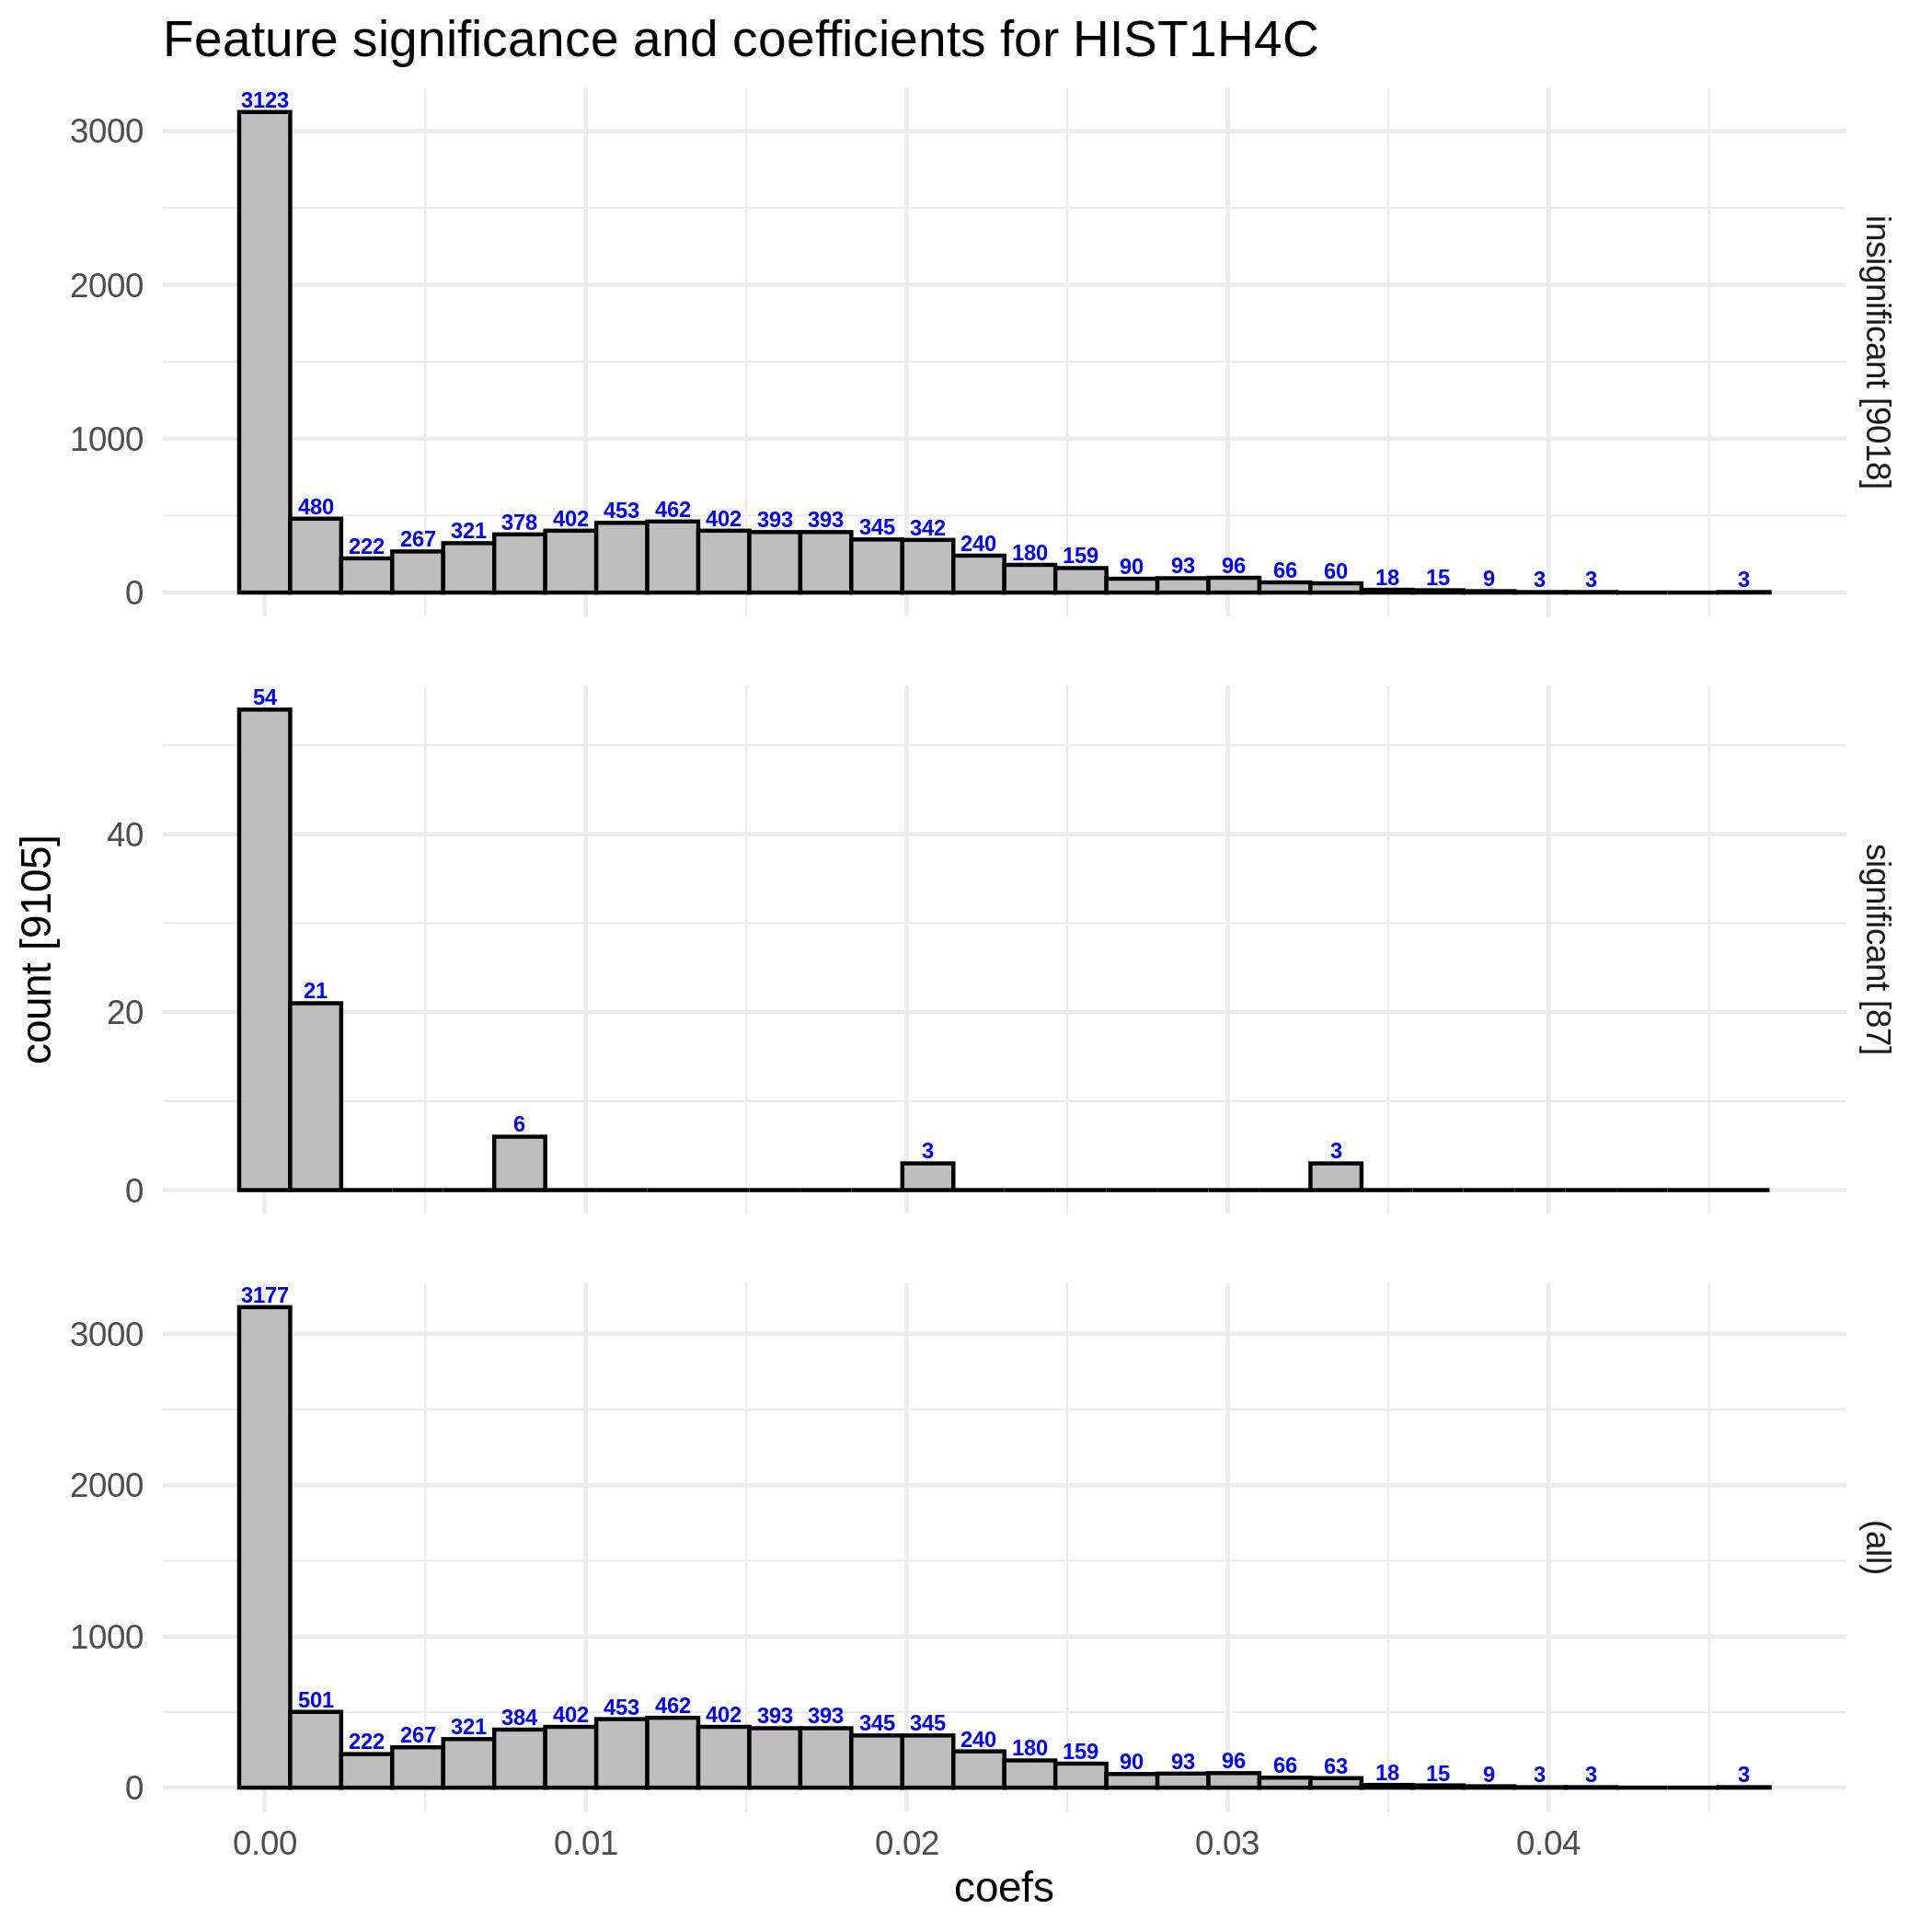 Feature significance and coefficients for HIST1H4C
3123
480
222 267 321 378 402 453 462 402 393 393 345 342 240 180 159 90 93 96 66 60 18 15 9 3 3 3
3000
2000
1000
0
insignificant [9018]
54
21
6
3
3
40
20
0
significant [87]
count [9105]
3177
501
222 267 321 384 402 453 462 402 393 393 345 345 240 180 159 90 93 96 66 63 18 15 9 3 3 3
3000
2000
1000
0
(all)
0.00 0.01 0.02 0.03 0.04
coefs